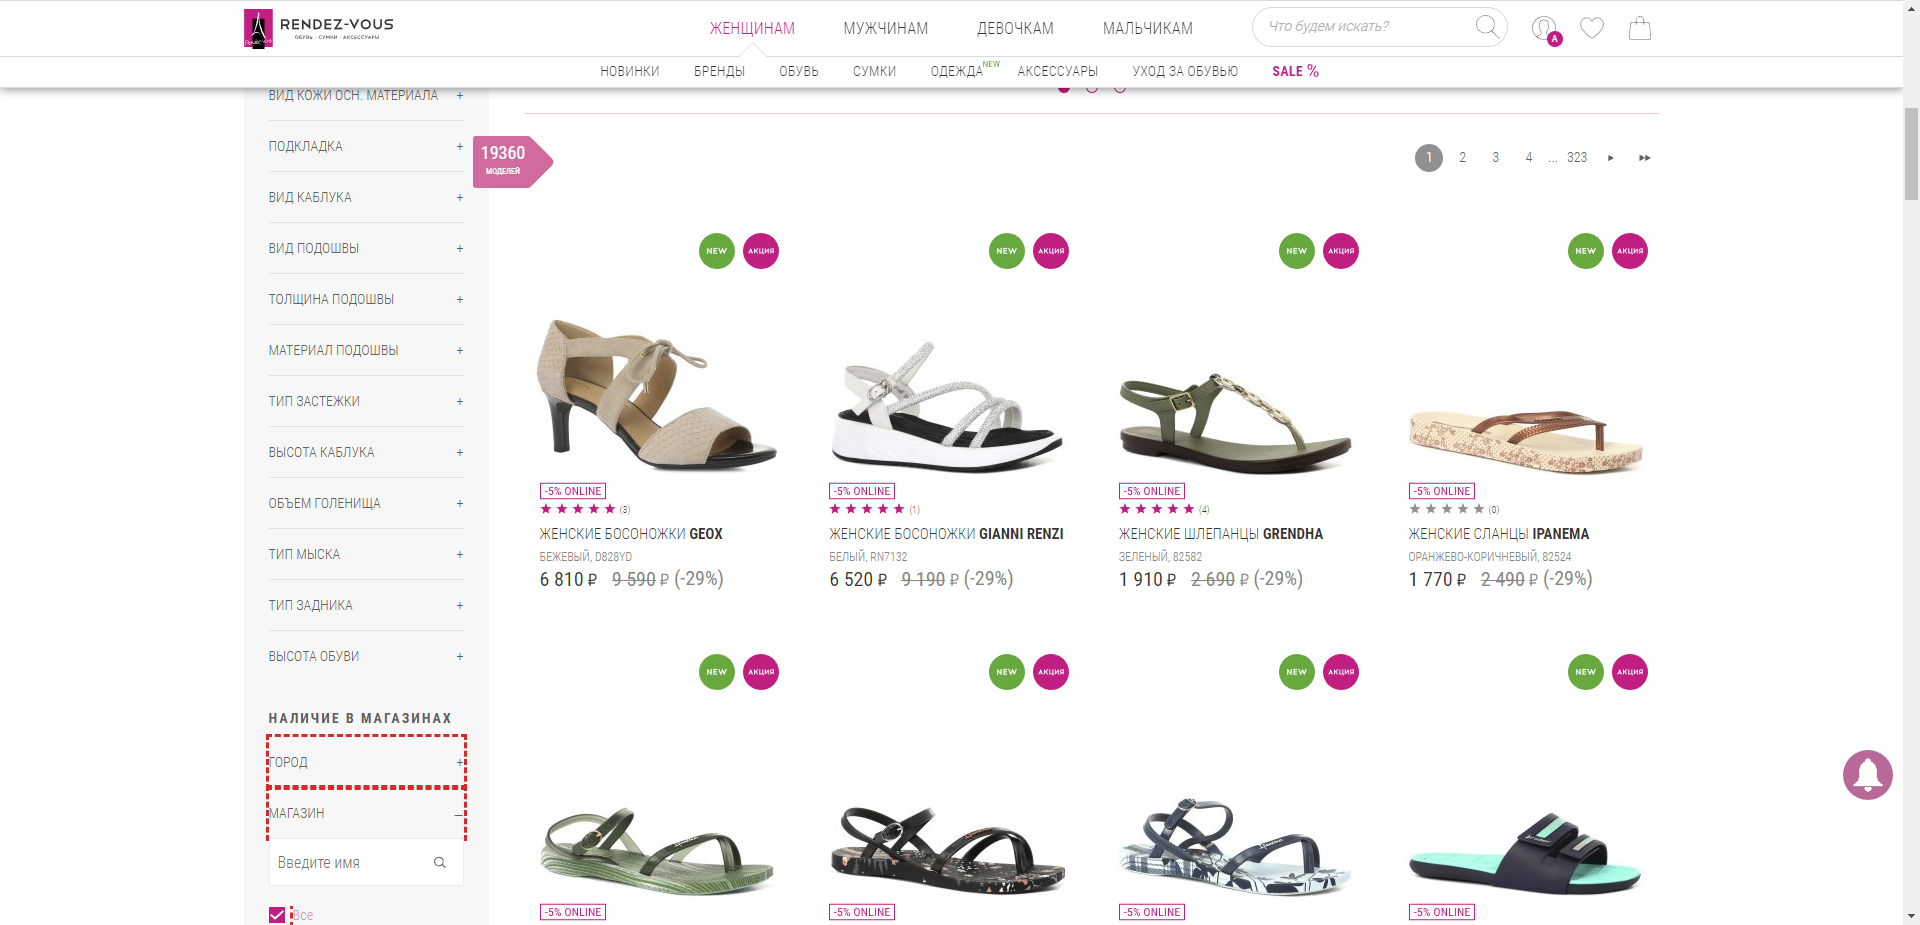 RENDEZ-VOUS
ОБУВЬ · СУМКИ · АКСЕССУАРЫ
ЖЕНЩИНАМ МУЖЧИНАМ ДЕВОЧКАМ МАЛЬЧИКАМ
Что будем искать?
А
НОВИНКИ БРЕНДЫ ОБУВЬ СУМКИ ОДЕЖДА NEW АКСЕССУАРЫ УХОД ЗА ОБУВЬЮ SALE %
ВИД КОЖИ ОСН. МАТЕРИАЛА +
ПОДКЛАДКА +
ВИД КАБЛУКА +
ВИД ПОДОШВЫ +
ТОЛЩИНА ПОДОШВЫ +
МАТЕРИАЛ ПОДОШВЫ +
ТИП ЗАСТЕЖКИ +
ВЫСОТА КАБЛУКА +
ОБЪЕМ ГОЛЕНИЩА +
ТИП МЫСКА +
ТИП ЗАДНИКА +
ВЫСОТА ОБУВИ +
НАЛИЧИЕ В МАГАЗИНАХ
ГОРОД +
МАГАЗИН –
Введите имя
Все
19360
МОДЕЛЕЙ
1 2 3 4 ... 323
NEW АКЦИЯ
-5% ONLINE
(3)
ЖЕНСКИЕ БОСОНОЖКИ GEOX
БЕЖЕВЫЙ, D828YD
6 810 ₽ 9 590 ₽ (-29%)
NEW АКЦИЯ
-5% ONLINE
(1)
ЖЕНСКИЕ БОСОНОЖКИ GIANNI RENZI
БЕЛЫЙ, RN7132
6 520 ₽ 9 190 ₽ (-29%)
NEW АКЦИЯ
-5% ONLINE
(4)
ЖЕНСКИЕ ШЛЕПАНЦЫ GRENDHA
ЗЕЛЕНЫЙ, 82582
1 910 ₽ 2 690 ₽ (-29%)
NEW АКЦИЯ
-5% ONLINE
(0)
ЖЕНСКИЕ СЛАНЦЫ IPANEMA
ОРАНЖЕВО-КОРИЧНЕВЫЙ, 82524
1 770 ₽ 2 490 ₽ (-29%)
NEW АКЦИЯ
-5% ONLINE
NEW АКЦИЯ
-5% ONLINE
NEW АКЦИЯ
-5% ONLINE
NEW АКЦИЯ
-5% ONLINE